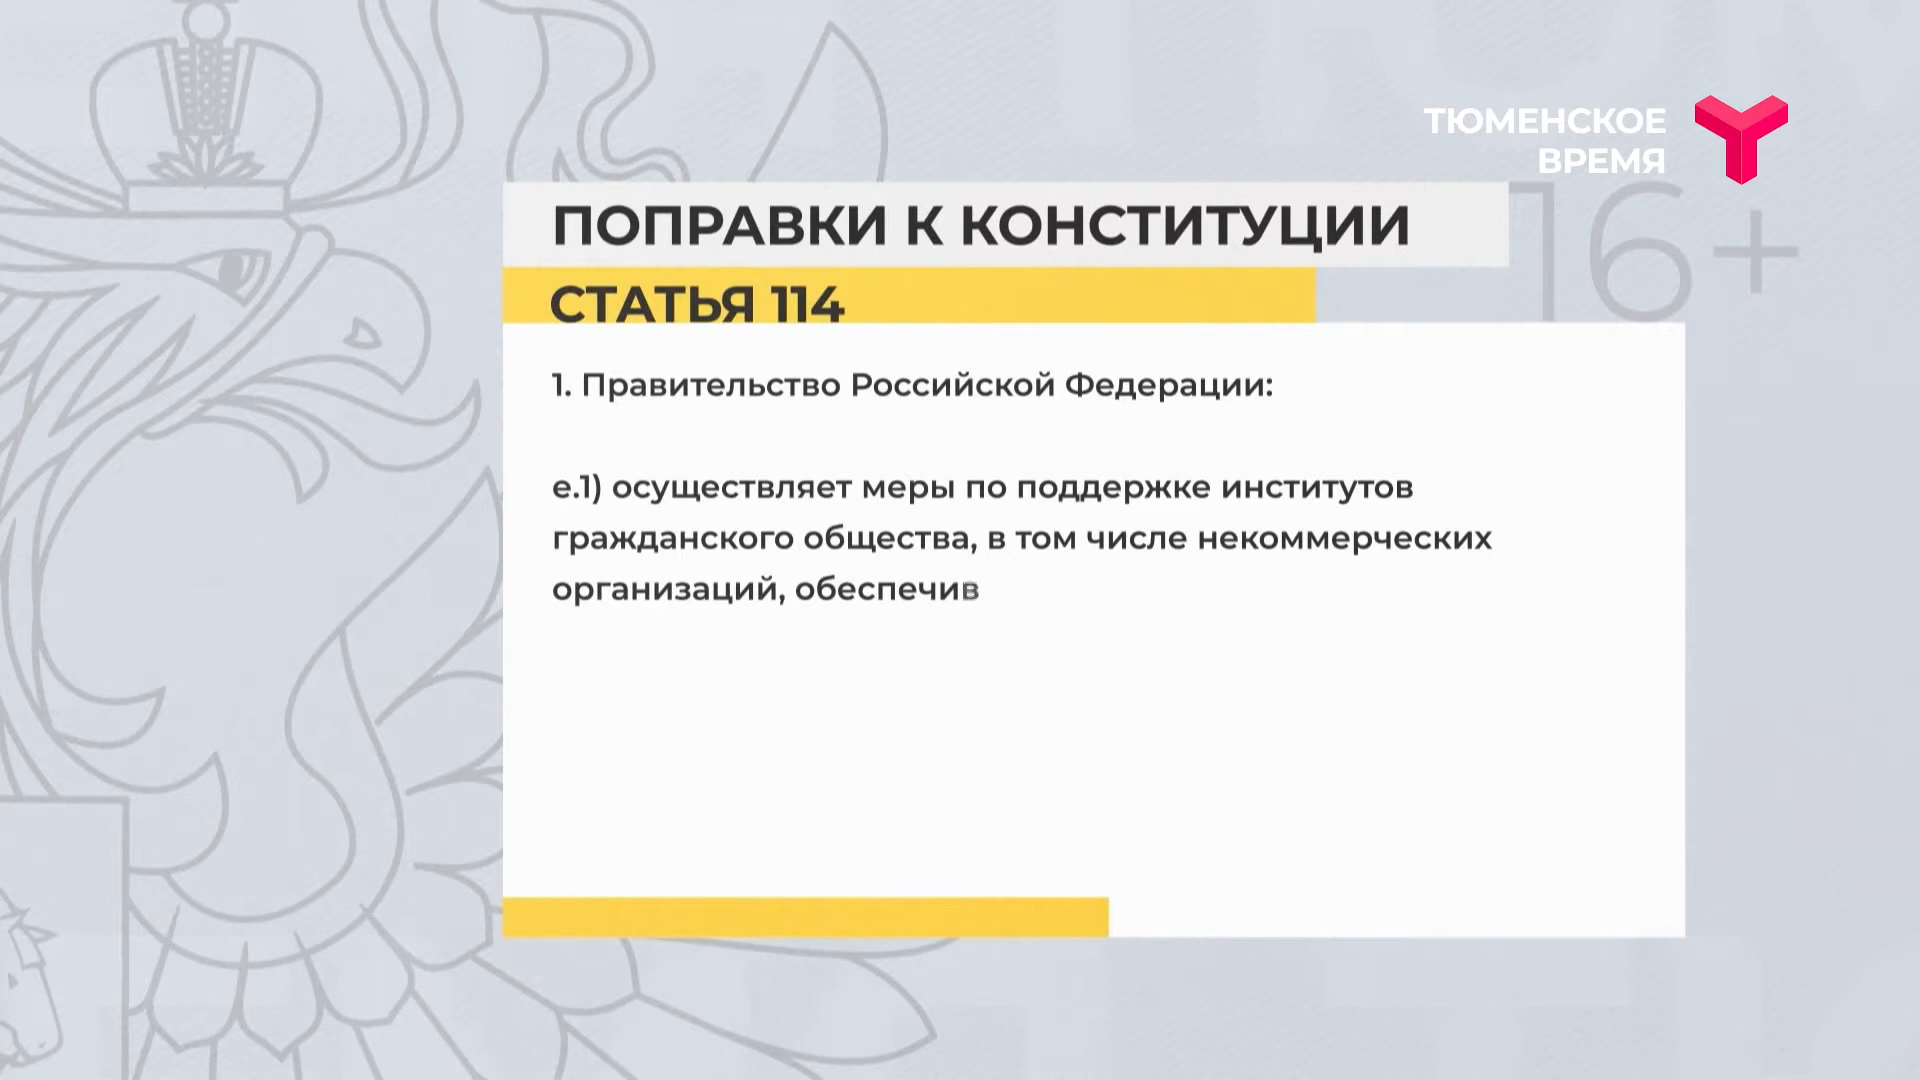 ТЮМЕНСКОЕ
ВРЕМЯ
16+
ПОПРАВКИ К КОНСТИТУЦИИ
СТАТЬЯ 114
1. Правительство Российской Федерации:
е.1) осуществляет меры по поддержке институтов
гражданского общества, в том числе некоммерческих
организаций, обеспечив